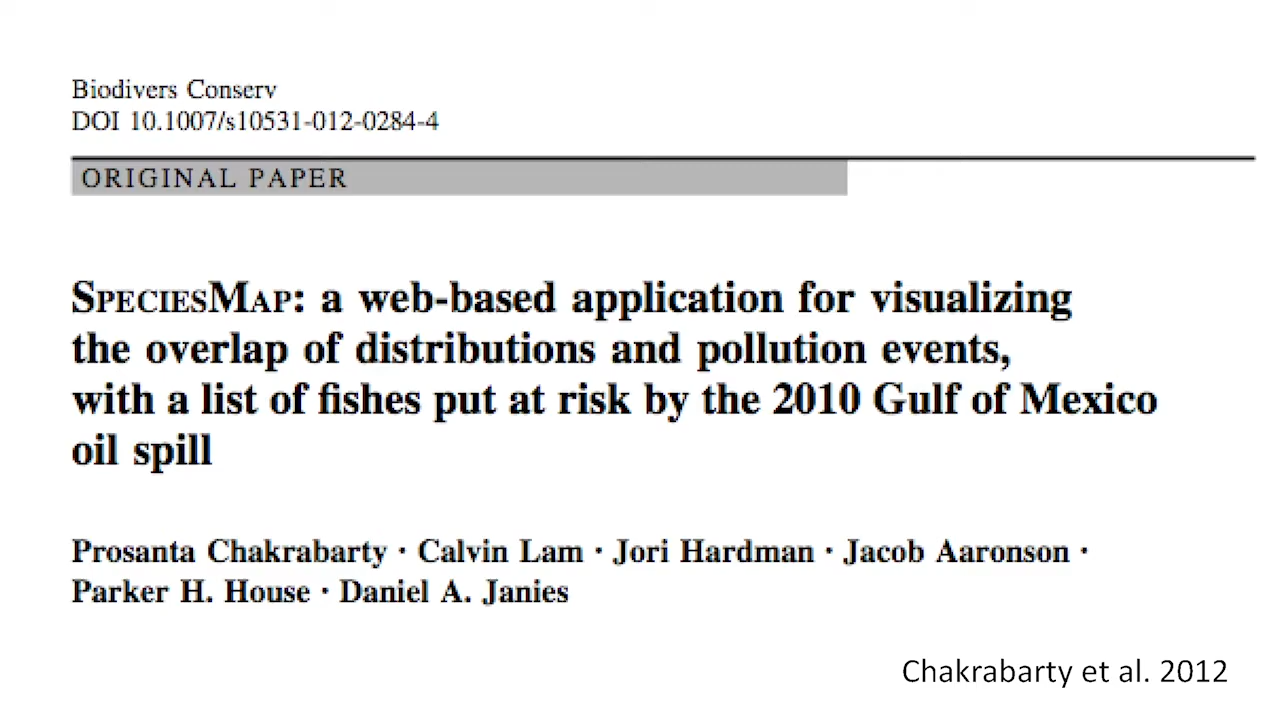 Biodivers Conserv
DOI 10.1007/s10531-012-0284-4
ORIGINAL PAPER
SPECIESMAP: a web-based application for visualizing
the overlap of distributions and pollution events,
with a list of fishes put at risk by the 2010 Gulf of Mexico
oil spill
Prosanta Chakrabarty · Calvin Lam · Jori Hardman · Jacob Aaronson ·
Parker H. House · Daniel A. Janies
Chakrabarty et al. 2012